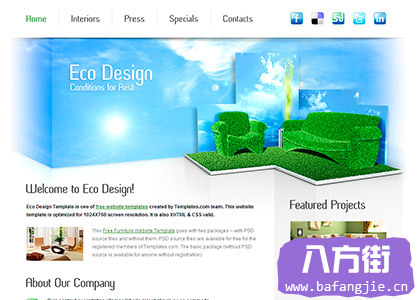 Home Interiors Press Specials Contacts
Eco Design
Conditions for Rest
Welcome to Eco Design!
Eco Design Template is one of free website templates created by Templates.com team. This website
template is optimized for 1024X768 screen resolution. It is also XHTML & CSS valid.
This Free Furniture Website Template goes with two packages – with PSD
source files and without them. PSD source files are available for free for the
registered members of Templates.com. The basic package (without PSD
source is available for anyone without registration).
Featured Projects
About Our Company
八方街
www.bafangjie.cn